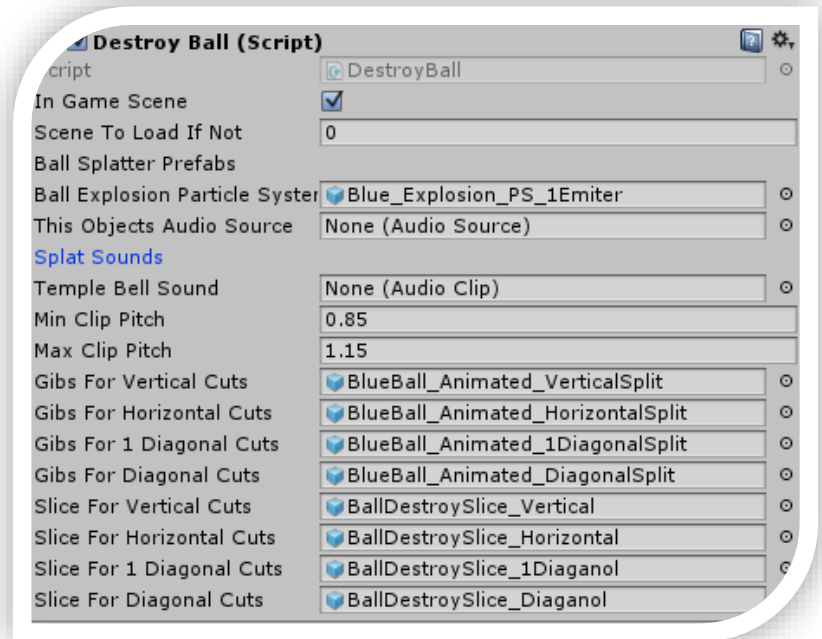 Destroy Ball (Script)
Script DestroyBall
In Game Scene
Scene To Load If Not 0
Ball Splatter Prefabs
Ball Explosion Particle Syster Blue_Explosion_PS_1Emiter
This Objects Audio Source None (Audio Source)
Splat Sounds
Temple Bell Sound None (Audio Clip)
Min Clip Pitch 0.85
Max Clip Pitch 1.15
Gibs For Vertical Cuts BlueBall_Animated_VerticalSplit
Gibs For Horizontal Cuts BlueBall_Animated_HorizontalSplit
Gibs For 1 Diagonal Cuts BlueBall_Animated_1DiagonalSplit
Gibs For Diagonal Cuts BlueBall_Animated_DiagonalSplit
Slice For Vertical Cuts BallDestroySlice_Vertical
Slice For Horizontal Cuts BallDestroySlice_Horizontal
Slice For 1 Diagonal Cuts BallDestroySlice_1Diaganol
Slice For Diagonal Cuts BallDestroySlice_Diaganol